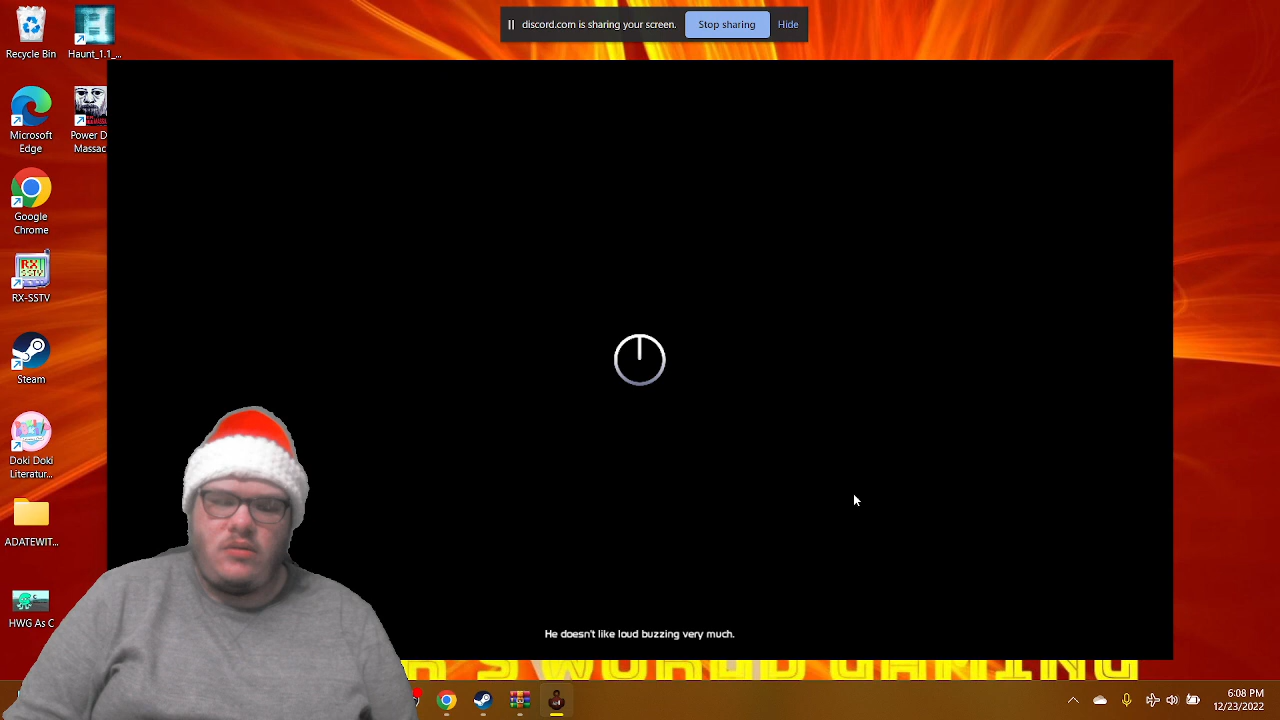 discord.com is sharing your screen.
Stop sharing
Hide
Recycle Bin
Haunt_1.1_...
Microsoft
Edge
Power D
Massac
Google
Chrome
RX-SSTV
Steam
Doki Doki
Literatur...
ADATEWIT...
HWG As C
He doesn't like loud buzzing very much.
'S WORLD GAMING
6:08 PM
12/23/2022